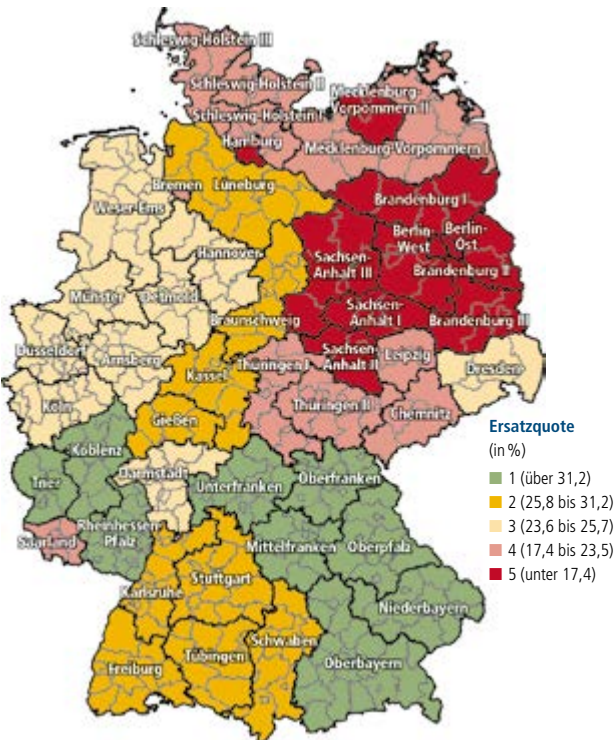 Schleswig-Holstein III
Schleswig-Holstein II
Mecklenburg-
Vorpommern II
Schleswig-Holstein I
Hamburg
Mecklenburg-Vorpommern I
Bremen
Lüneburg
Weser-Ems
Brandenburg I
Berlin-
West
Berlin-
Ost
Hannover
Sachsen-
Anhalt III
Brandenburg II
Münster
Detmold
Braunschweig
Sachsen-
Anhalt I
Brandenburg III
Düsseldorf
Arnsberg
Kassel
Thüringen I
Sachsen-
Anhalt II
Leipzig
Dresden
Köln
Gießen
Thüringen II
Chemnitz
Koblenz
Trier
Darmstadt
Unterfranken
Oberfranken
Saarland
Rheinhessen-
Pfalz
Mittelfranken
Oberpfalz
Karlsruhe
Stuttgart
Niederbayern
Freiburg
Tübingen
Schwaben
Oberbayern
Ersatzquote
(in %)
1 (über 31,2)
2 (25,8 bis 31,2)
3 (23,6 bis 25,7)
4 (17,4 bis 23,5)
5 (unter 17,4)